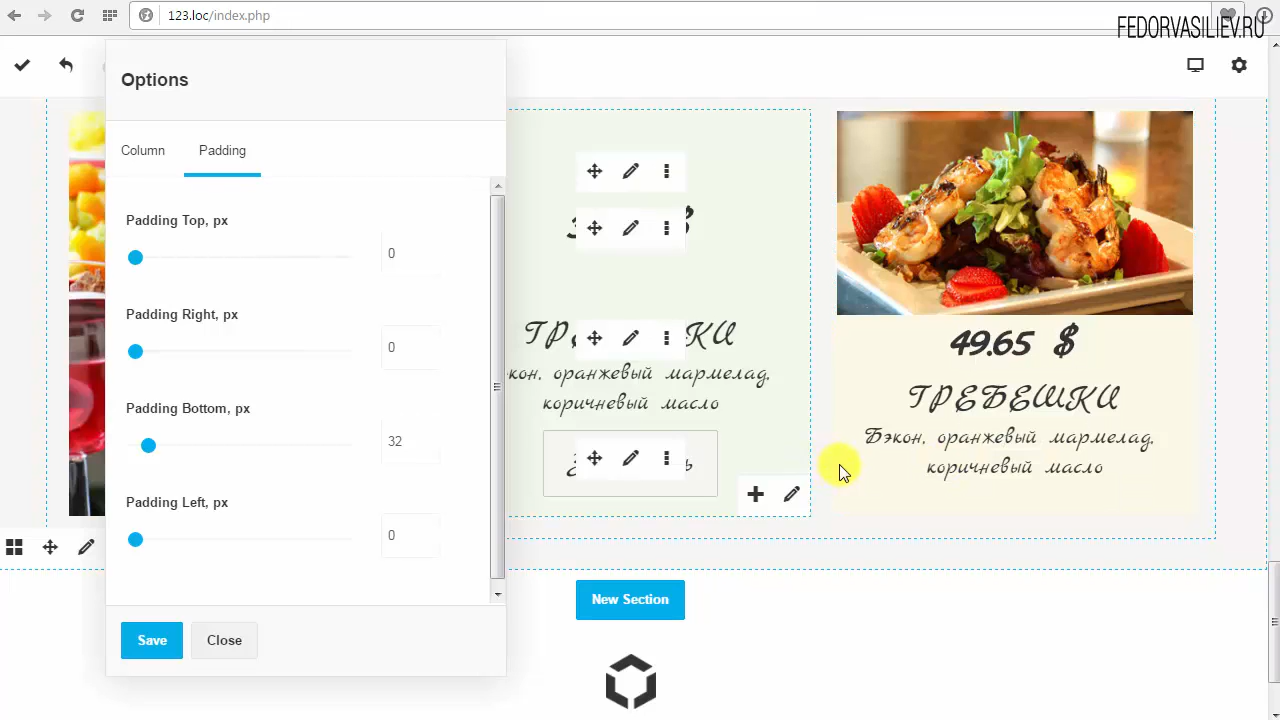 123.loc/index.php
FEDORVASILIEV.RU
Options
Column
Padding
Padding Top, px
0
Padding Right, px
0
Padding Bottom, px
32
Padding Left, px
0
Save
Close
оранжевый мармелад,
коричневый масло
49.65 $
ГРЕБЕШКИ
Бэкон, оранжевый мармелад,
коричневый масло
New Section